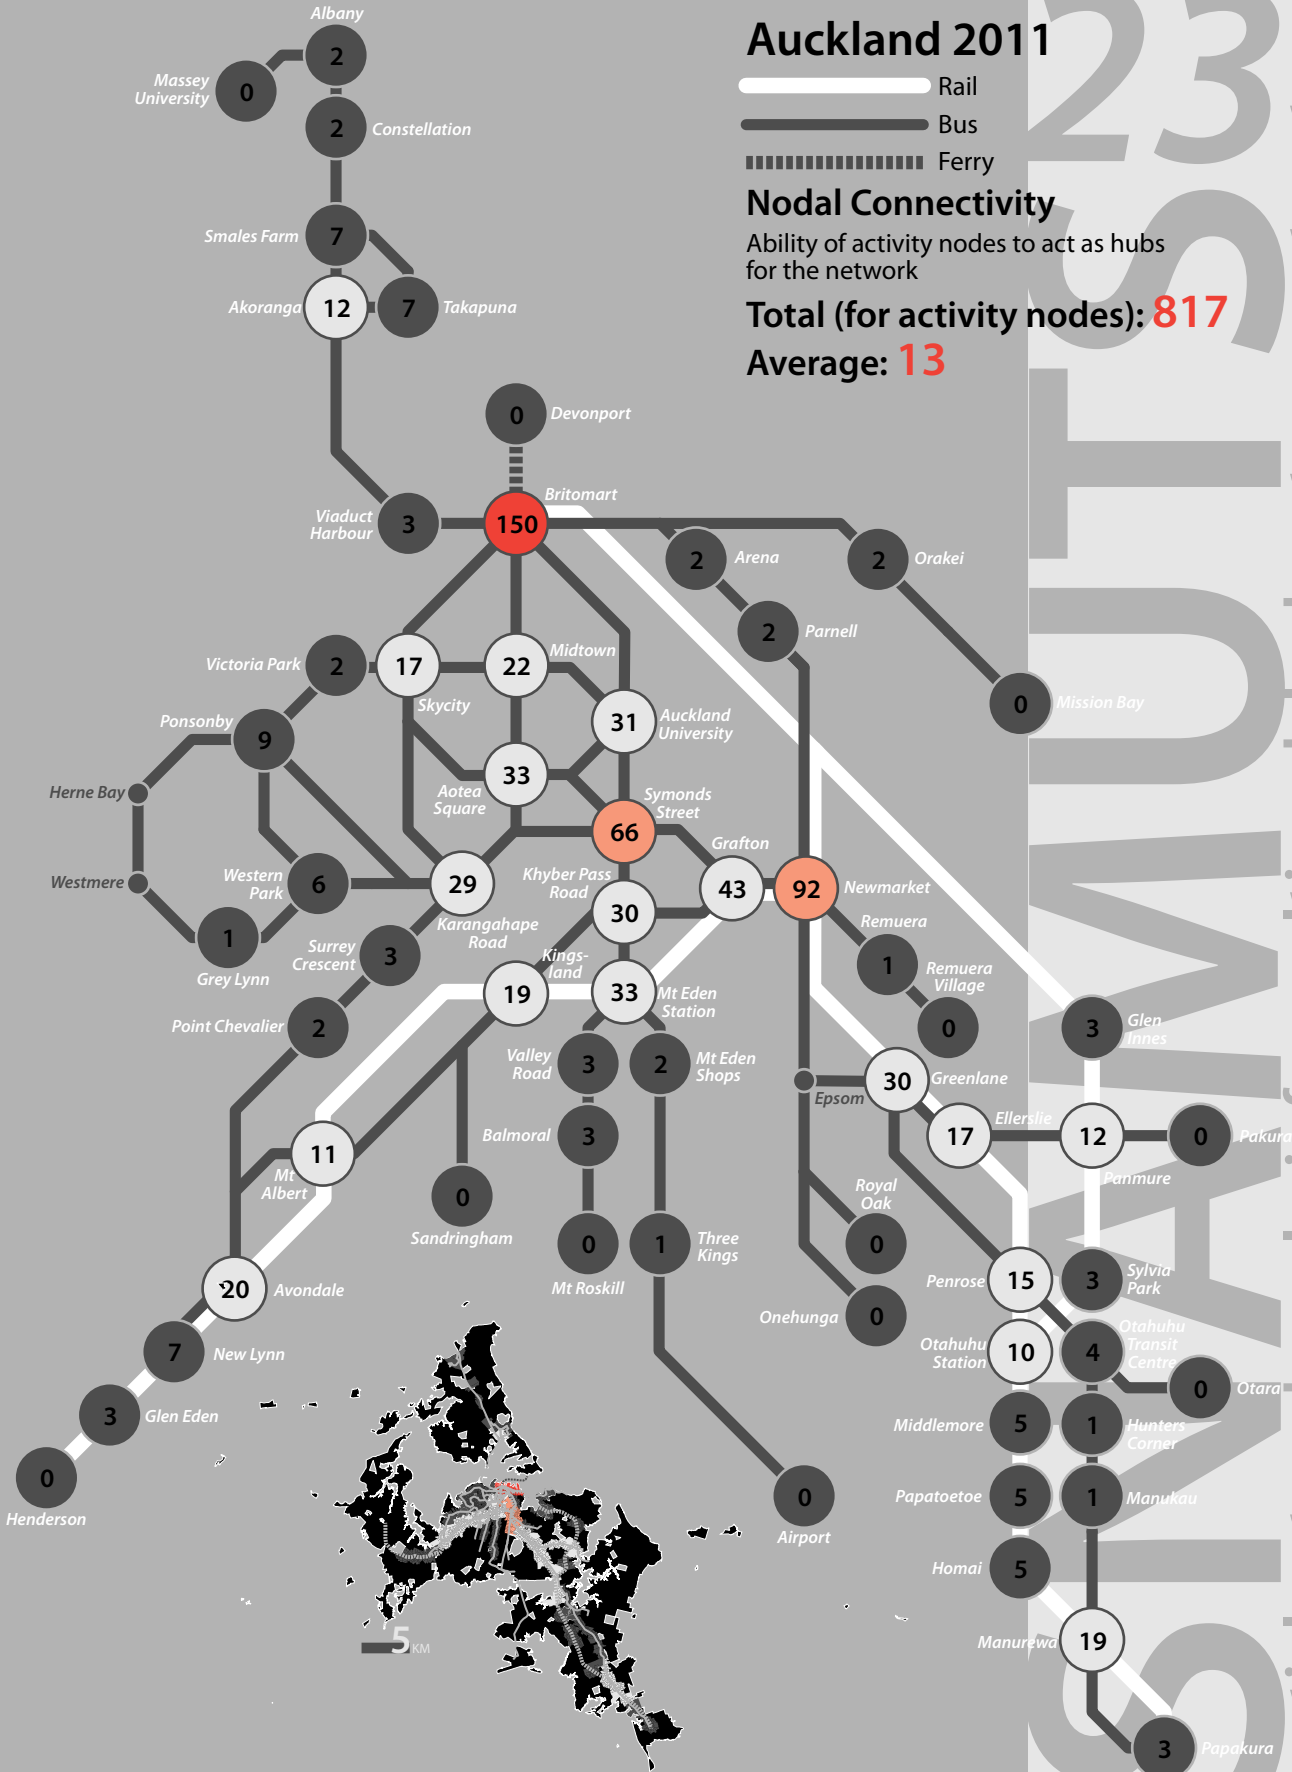 Auckland 2011
Rail
Bus
Ferry
Nodal Connectivity
Ability of activity nodes to act as hubs
for the network
Total (for activity nodes): 817
Average: 13
23
SNAMUTS
Albany
2
Massey
University
0
2
Constellation
Smales Farm
7
Akoranga
12
7
Takapuna
0
Devonport
Britomart
Viaduct
Harbour
3
150
2
Arena
2
Orakei
2
Parnell
Victoria Park
2
17
Skycity
22
Midtown
0
Mission Bay
Ponsonby
9
31
Auckland
University
33
Aotea
Square
Herne Bay
Symonds
Street
66
Grafton
Westmere
Western
Park
6
29
Karangahape
Road
Khyber Pass
Road
30
43
92
Newmarket
1
Grey Lynn
Surrey
Crescent
3
Remuera
1
Remuera
Village
0
Kings-
land
19
33
Mt Eden
Station
Point Chevalier
2
3
Glen
Innes
Valley
Road
3
2
Mt Eden
Shops
Epsom
30
Greenlane
Balmoral
3
17
Ellerslie
12
Panmure
0
Pakura
11
Mt
Albert
0
Sandringham
0
Mt Roskill
1
Three
Kings
Royal
Oak
0
Onehunga
0
20
Avondale
Penrose
15
3
Sylvia
Park
7
New Lynn
Otahuhu
Station
10
4
Otahuhu
Transit
Centre
0
Otara
3
Glen Eden
Middlemore
5
1
Hunters
Corner
0
Henderson
0
Airport
Papatoetoe
5
1
Manukau
Homai
5
Manurewa
19
3
Papakura
5 KM